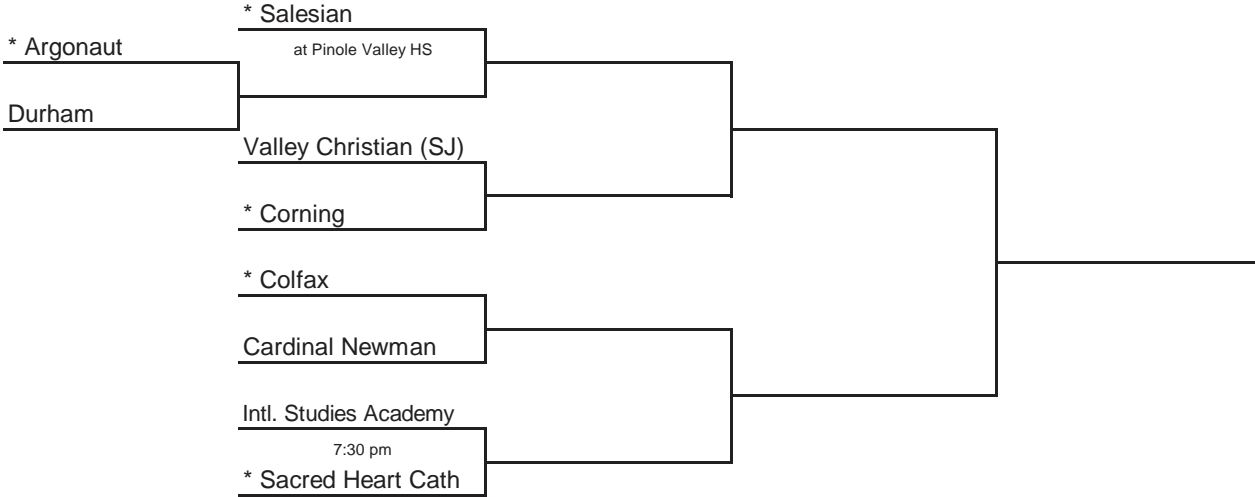 * Salesian
* Argonaut
at Pinole Valley HS
Durham
Valley Christian (SJ)
* Corning
* Colfax
Cardinal Newman
Intl. Studies Academy
7:30 pm
* Sacred Heart Cath